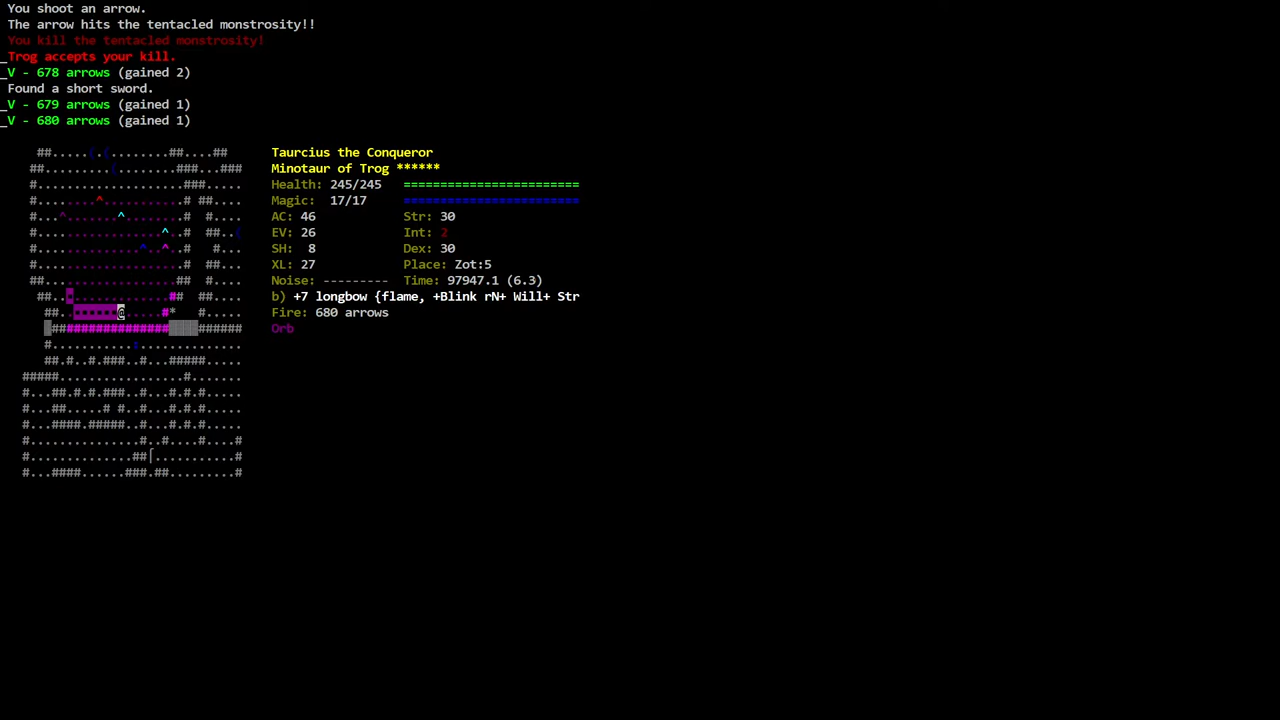 You shoot an arrow.
The arrow hits the tentacled monstrosity!!
You kill the tentacled monstrosity!
_Trog accepts your kill.
_V - 678 arrows (gained 2)
Found a short sword.
_V - 679 arrows (gained 1)
_V - 680 arrows (gained 1)
Taurcius the Conqueror
Minotaur of Trog ******
Health: 245/245 ========================
Magic: 17/17 ========================
AC: 46 Str: 30
EV: 26 Int: 2
SH: 8 Dex: 30
XL: 27 Place: Zot:5
Noise: --------- Time: 97947.1 (6.3)
b) +7 longbow {flame, +Blink rN+ Will+ Str
Fire: 680 arrows
Orb